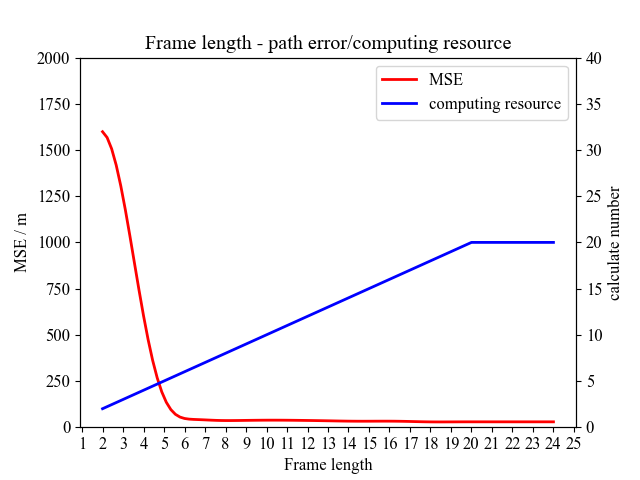 Frame length - path error/computing resource
MSE
computing resource
MSE / m
2000
1750
1500
1250
1000
750
500
250
0
40
35
30
25
20
15
10
5
0
calculate number
1 2 3 4 5 6 7 8 9 10 11 12 13 14 15 16 17 18 19 20 21 22 23 24 25
Frame length